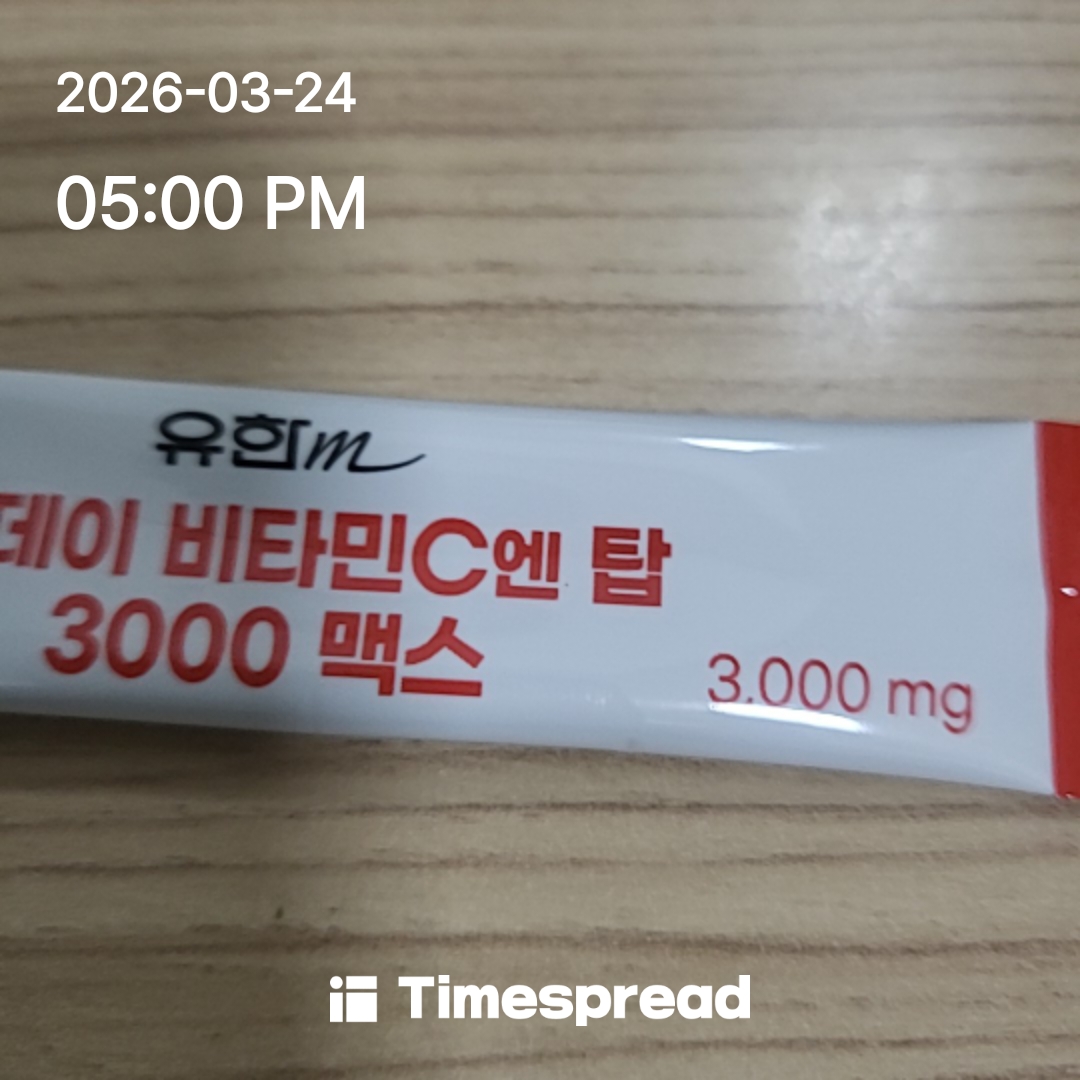 2026-03-24
05:00 PM
유한m
데이 비타민C엔 탑
3000 맥스
3,000 mg
Timespread